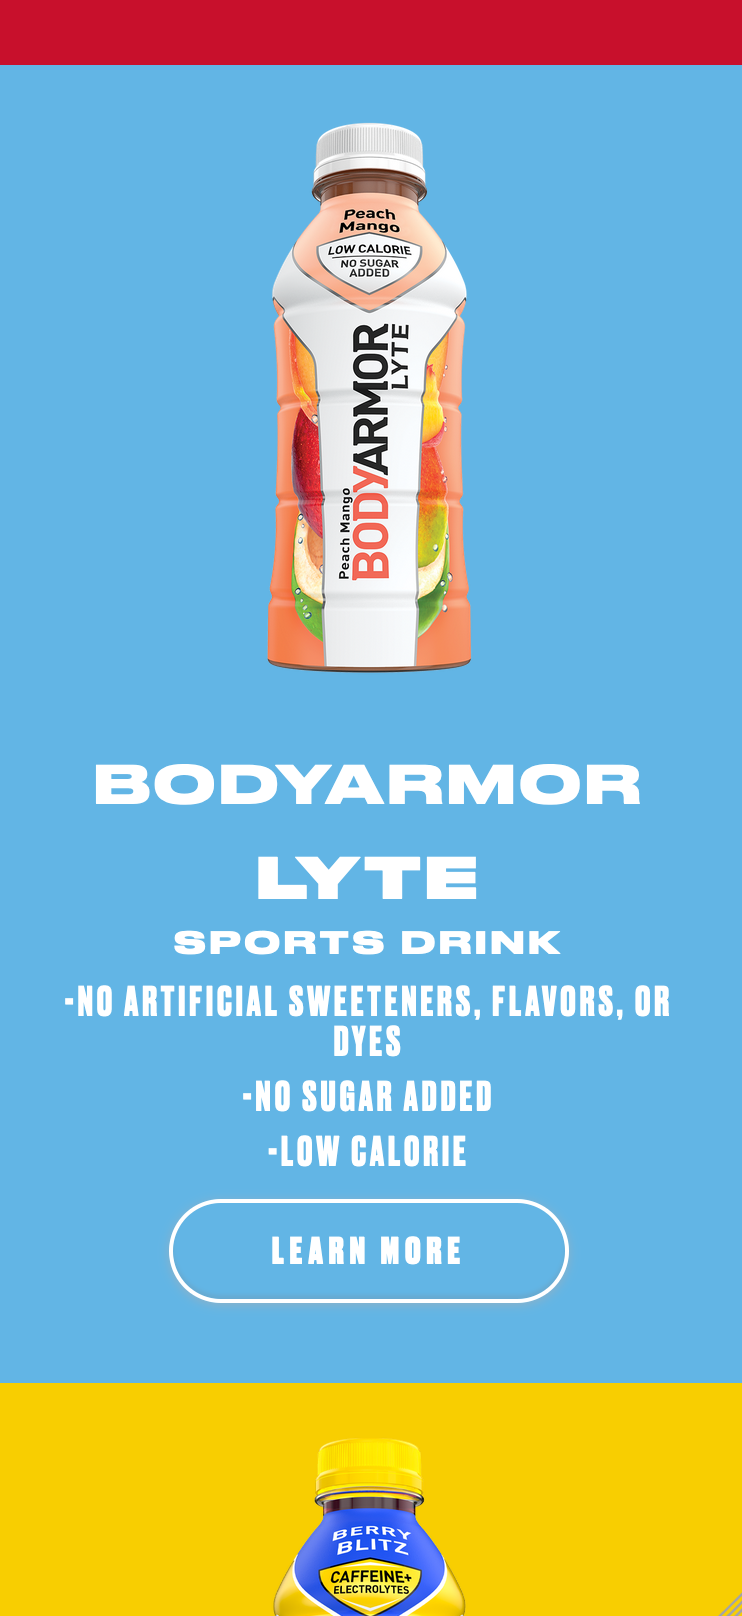 Peach
Mango
LOW CALORIE
NO SUGAR
ADDED
Peach Mango
BODYARMOR
LYTE
BODYARMOR
LYTE
SPORTS DRINK
-NO ARTIFICIAL SWEETENERS, FLAVORS, OR
DYES
-NO SUGAR ADDED
-LOW CALORIE
LEARN MORE
BERRY
BLITZ
CAFFEINE+
ELECTROLYTES